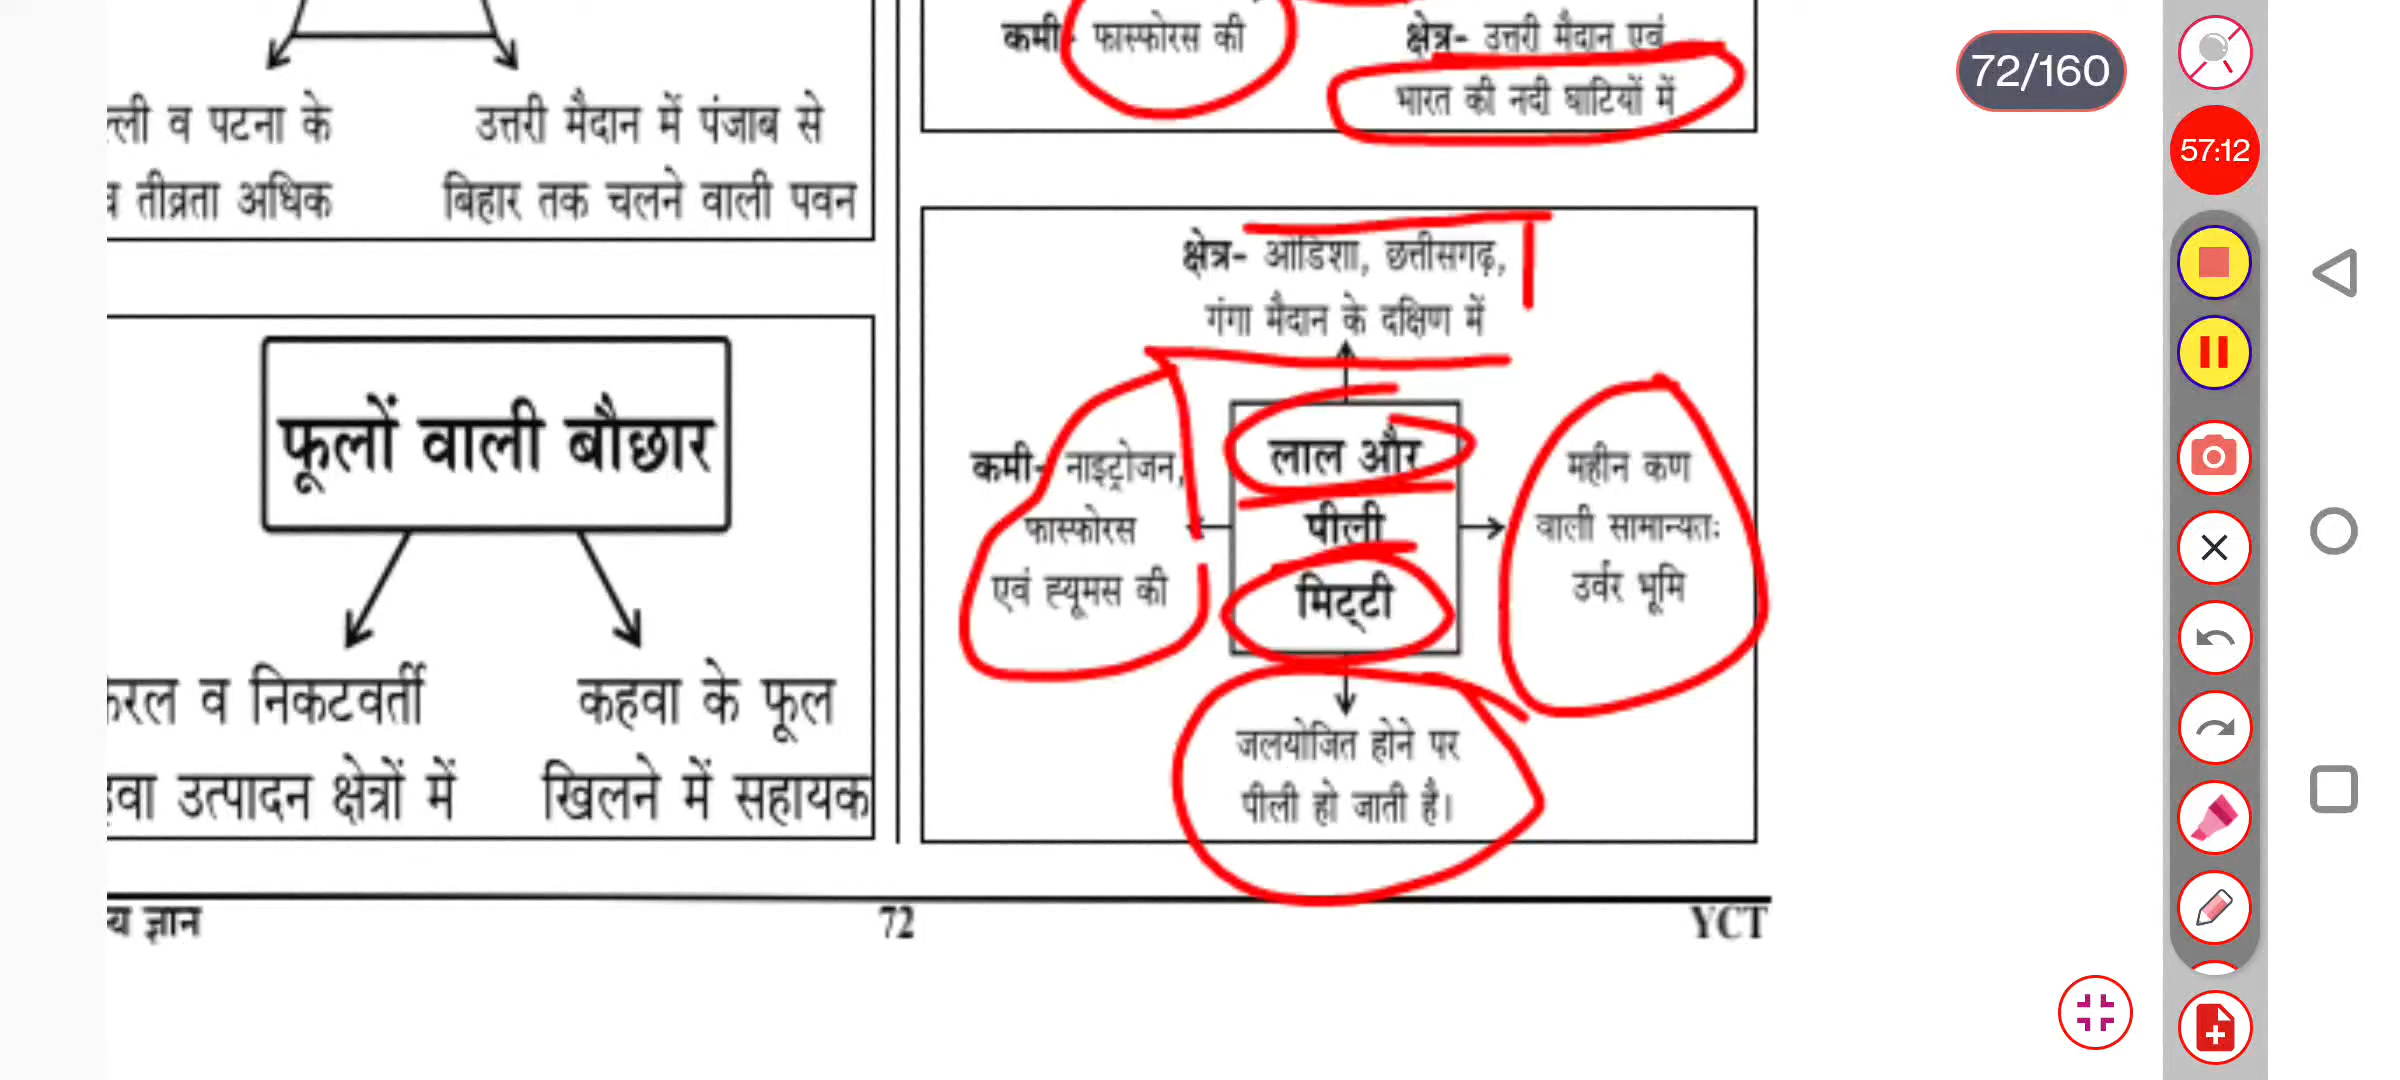 व पटना के
तीव्रता अधिक
उत्तरी मैदान में पंजाब से
बिहार तक चलने वाली पवन
फूलों वाली बौछार
व निकटवर्ती
उत्पादन क्षेत्रों में
कहवा के फूल
खिलने में सहायक
कमी- फास्फोरस की
क्षेत्र- उत्तरी मैदान एवं
भारत की नदी घाटियों में
क्षेत्र- ओडिशा, छत्तीसगढ़,
गंगा मैदान के दक्षिण में
कमी- नाइट्रोजन,
फास्फोरस
एवं ह्यूमस की
लाल और
पीली
मिट्टी
महीन कण
वाली सामान्यतः
उर्वर भूमि
जलयोजित होने पर
पीली हो जाती है।
ज्ञान
72
YCT
72/160
57:12